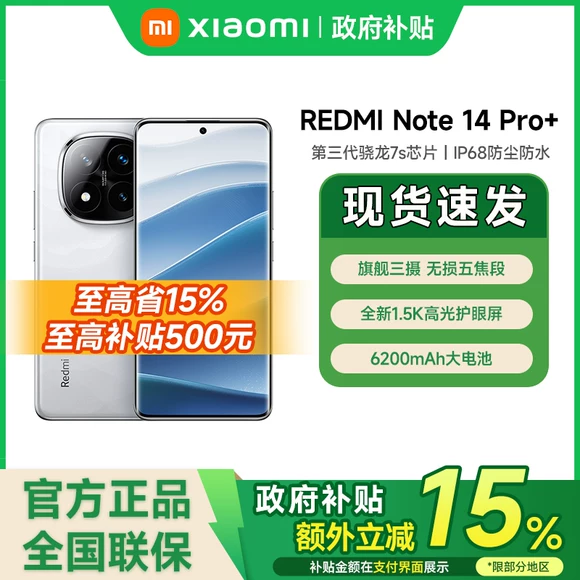 xiaomi | 政府补贴
REDMI Note 14 Pro+
第三代骁龙7s芯片 | IP68防尘防水
现货速发
旗舰三摄 无损五焦段
全新1.5K高光护眼屏
6200mAh大电池
至高省15%
至高补贴500元
Redmi
官方正品
全国联保
政府补贴
额外立减
15%
补贴金额在支付界面展示
*限部分地区